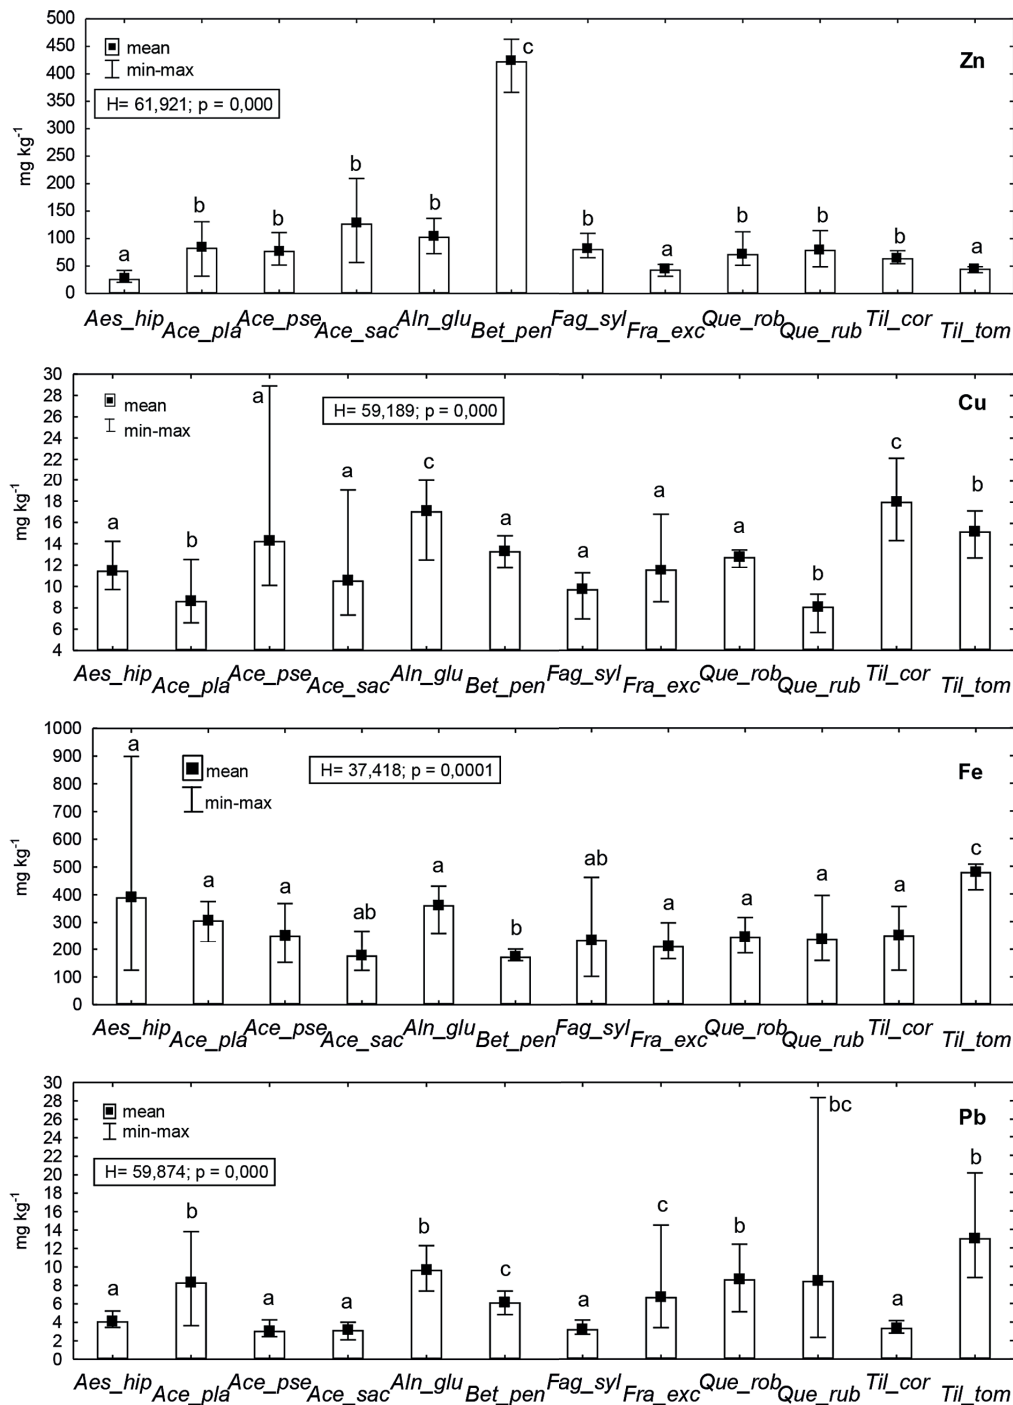 500
450
400
350
300
250
200
150
100
50
0
mg kg-1
mean
min-max
H= 61,921; p = 0,000
Zn
a b b b b c b a b b b a
Aes_hip Ace_pla Ace_pse Ace_sac Aln_glu Bet_pen Fag_syl Fra_exc Que_rob Que_rub Til_cor Til_tom
30
28
26
24
22
20
18
16
14
12
10
8
6
4
mg kg-1
mean
min-max
H= 59,189; p = 0,000
Cu
a b a a c a a a a b c b
Aes_hip Ace_pla Ace_pse Ace_sac Aln_glu Bet_pen Fag_syl Fra_exc Que_rob Que_rub Til_cor Til_tom
1000
900
800
700
600
500
400
300
200
100
0
mg kg-1
mean
min-max
H= 37,418; p = 0,0001
Fe
a a a ab a b ab a a a a c
Aes_hip Ace_pla Ace_pse Ace_sac Aln_glu Bet_pen Fag_syl Fra_exc Que_rob Que_rub Til_cor Til_tom
30
28
26
24
22
20
18
16
14
12
10
8
6
4
2
0
mg kg-1
mean
min-max
H= 59,874; p = 0,000
Pb
a b a a b c a c b bc a b
Aes_hip Ace_pla Ace_pse Ace_sac Aln_glu Bet_pen Fag_syl Fra_exc Que_rob Que_rub Til_cor Til_tom